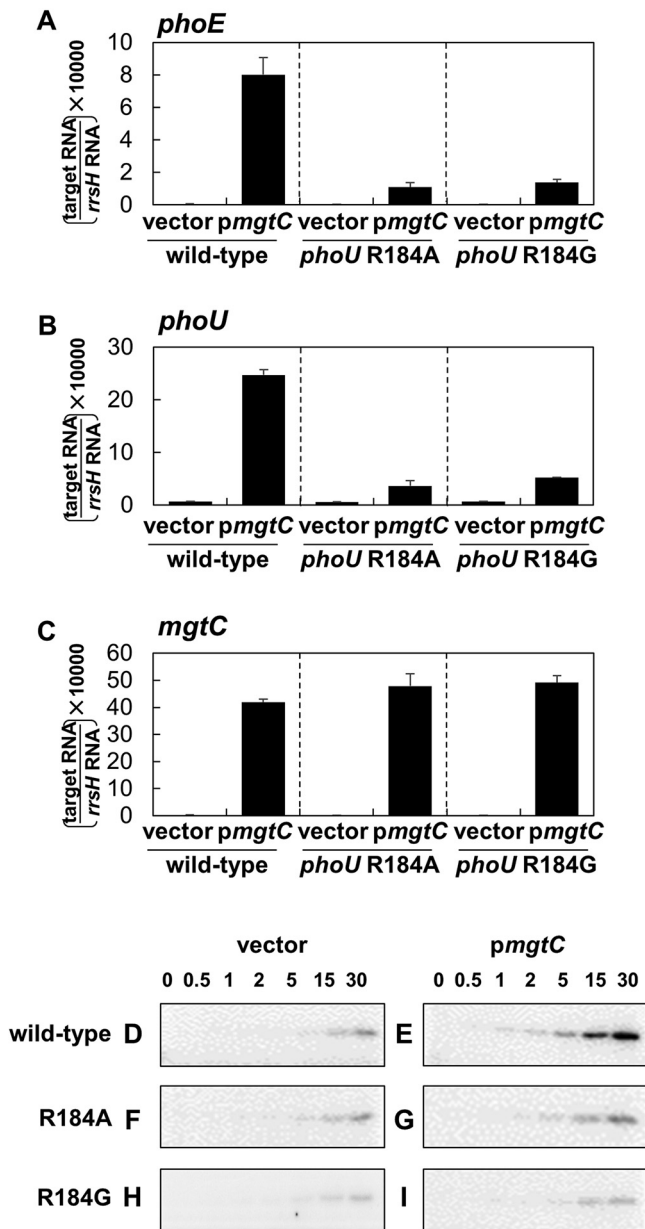 A
phoE
(target RNA / rrsH RNA) ×10000
10
8
6
4
2
0
vector pmgtC vector pmgtC vector pmgtC
wild-type phoU R184A phoU R184G
B
phoU
(target RNA / rrsH RNA) ×10000
30
20
10
0
vector pmgtC vector pmgtC vector pmgtC
wild-type phoU R184A phoU R184G
C
mgtC
(target RNA / rrsH RNA) ×10000
60
50
40
30
20
10
0
vector pmgtC vector pmgtC vector pmgtC
wild-type phoU R184A phoU R184G
vector pmgtC
0 0.5 1 2 5 15 30 0 0.5 1 2 5 15 30
wild-type D E
R184A F G
R184G H I